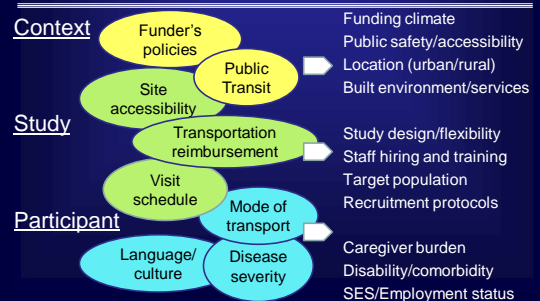 Context
Funder's
policies
Public
Transit
Funding climate
Public safety/accessibility
Location (urban/rural)
Built environment/services
Study
Site
accessibility
Transportation
reimbursement
Visit
schedule
Study design/flexibility
Staff hiring and training
Target population
Recruitment protocols
Participant
Mode of
transport
Language/
culture
Disease
severity
Caregiver burden
Disability/comorbidity
SES/Employment status